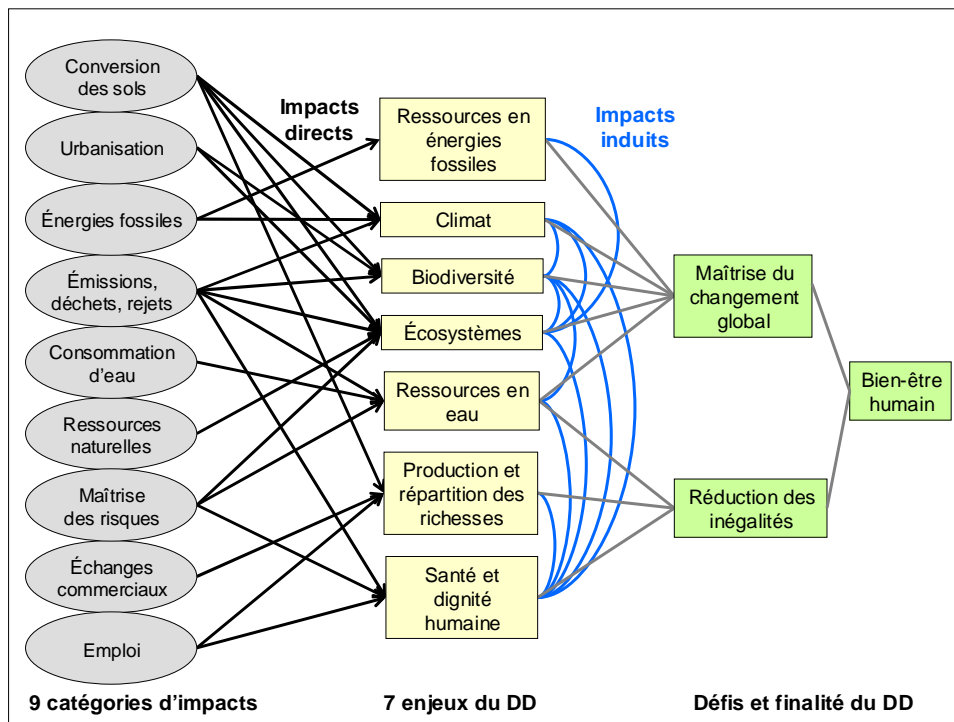 Conversion
des sols
Urbanisation
Énergies fossiles
Émissions,
déchets, rejets
Consommation
d'eau
Ressources
naturelles
Maîtrise
des risques
Échanges
commerciaux
Emploi
9 catégories d'impacts
Impacts
directs
Ressources en
énergies
fossiles
Climat
Biodiversité
Écosystèmes
Ressources en
eau
Production et
répartition des
richesses
Santé et
dignité
humaine
7 enjeux du DD
Impacts
induits
Maîtrise du
changement
global
Réduction des
inégalités
Bien-être
humain
Défis et finalité du DD